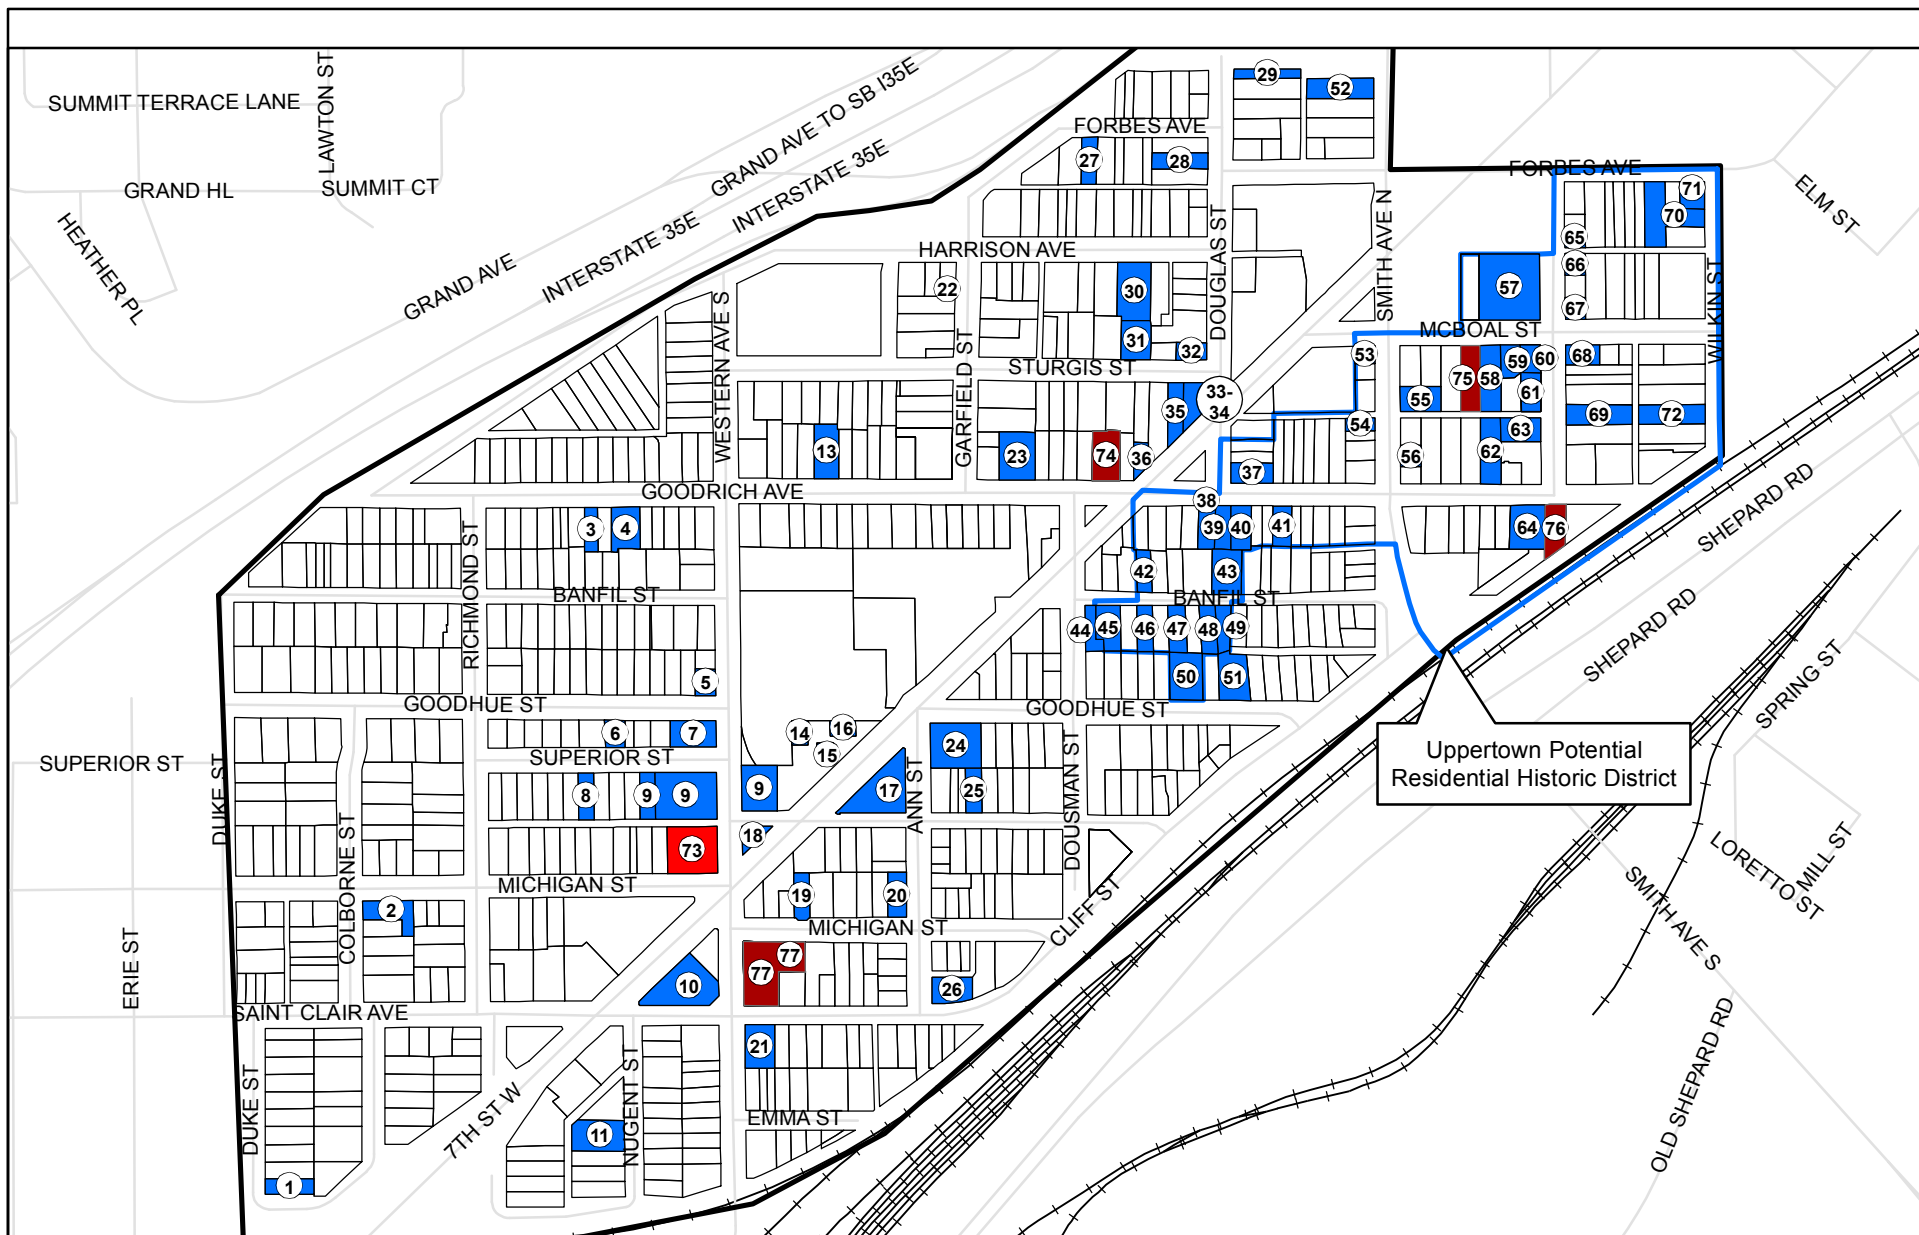 SUMMIT TERRACE LANE
LAWTON ST
GRAND AVE TO SB I35E
29
52
FORBES AVE
27
28
INTERSTATE 35E
FORBES AVE
GRAND HL
SUMMIT CT
71
70
ELM ST
HEATHER PL
65
HARRISON AVE
DOUGLAS ST
SMITH AVE N
GRAND AVE
INTERSTATE 35E
66
WILKIN ST
22
30
57
67
WESTERN AVE S
GARFIELD ST
31
32
MCBOAL ST
53
59
60
68
STURGIS ST
75
58
33-
34
35
55
61
69
72
54
63
13
23
74
36
56
62
37
GOODRICH AVE
38
SHEPARD RD
3
4
39
40
41
64
76
RICHMOND ST
42
43
BANFIL ST
BANFIL ST
44
45
46
47
48
49
SHEPARD RD
5
50
51
SPRING ST
GOODHUE ST
GOODHUE ST
6
7
14
16
15
24
Uppertown Potential
Residential Historic District
SUPERIOR ST
SUPERIOR ST
DUKE ST
DOUSMAN ST
ANN ST
8
9
9
9
17
25
COLBORNE ST
18
73
LORETTO ST
MILL ST
MICHIGAN ST
19
20
2
CLIFF ST
SMITH AVE S
MICHIGAN ST
ERIE ST
77
77
10
26
SAINT CLAIR AVE
21
DUKE ST
7TH ST W
NUGENT ST
EMMA ST
OLD SHEPARD RD
11
1